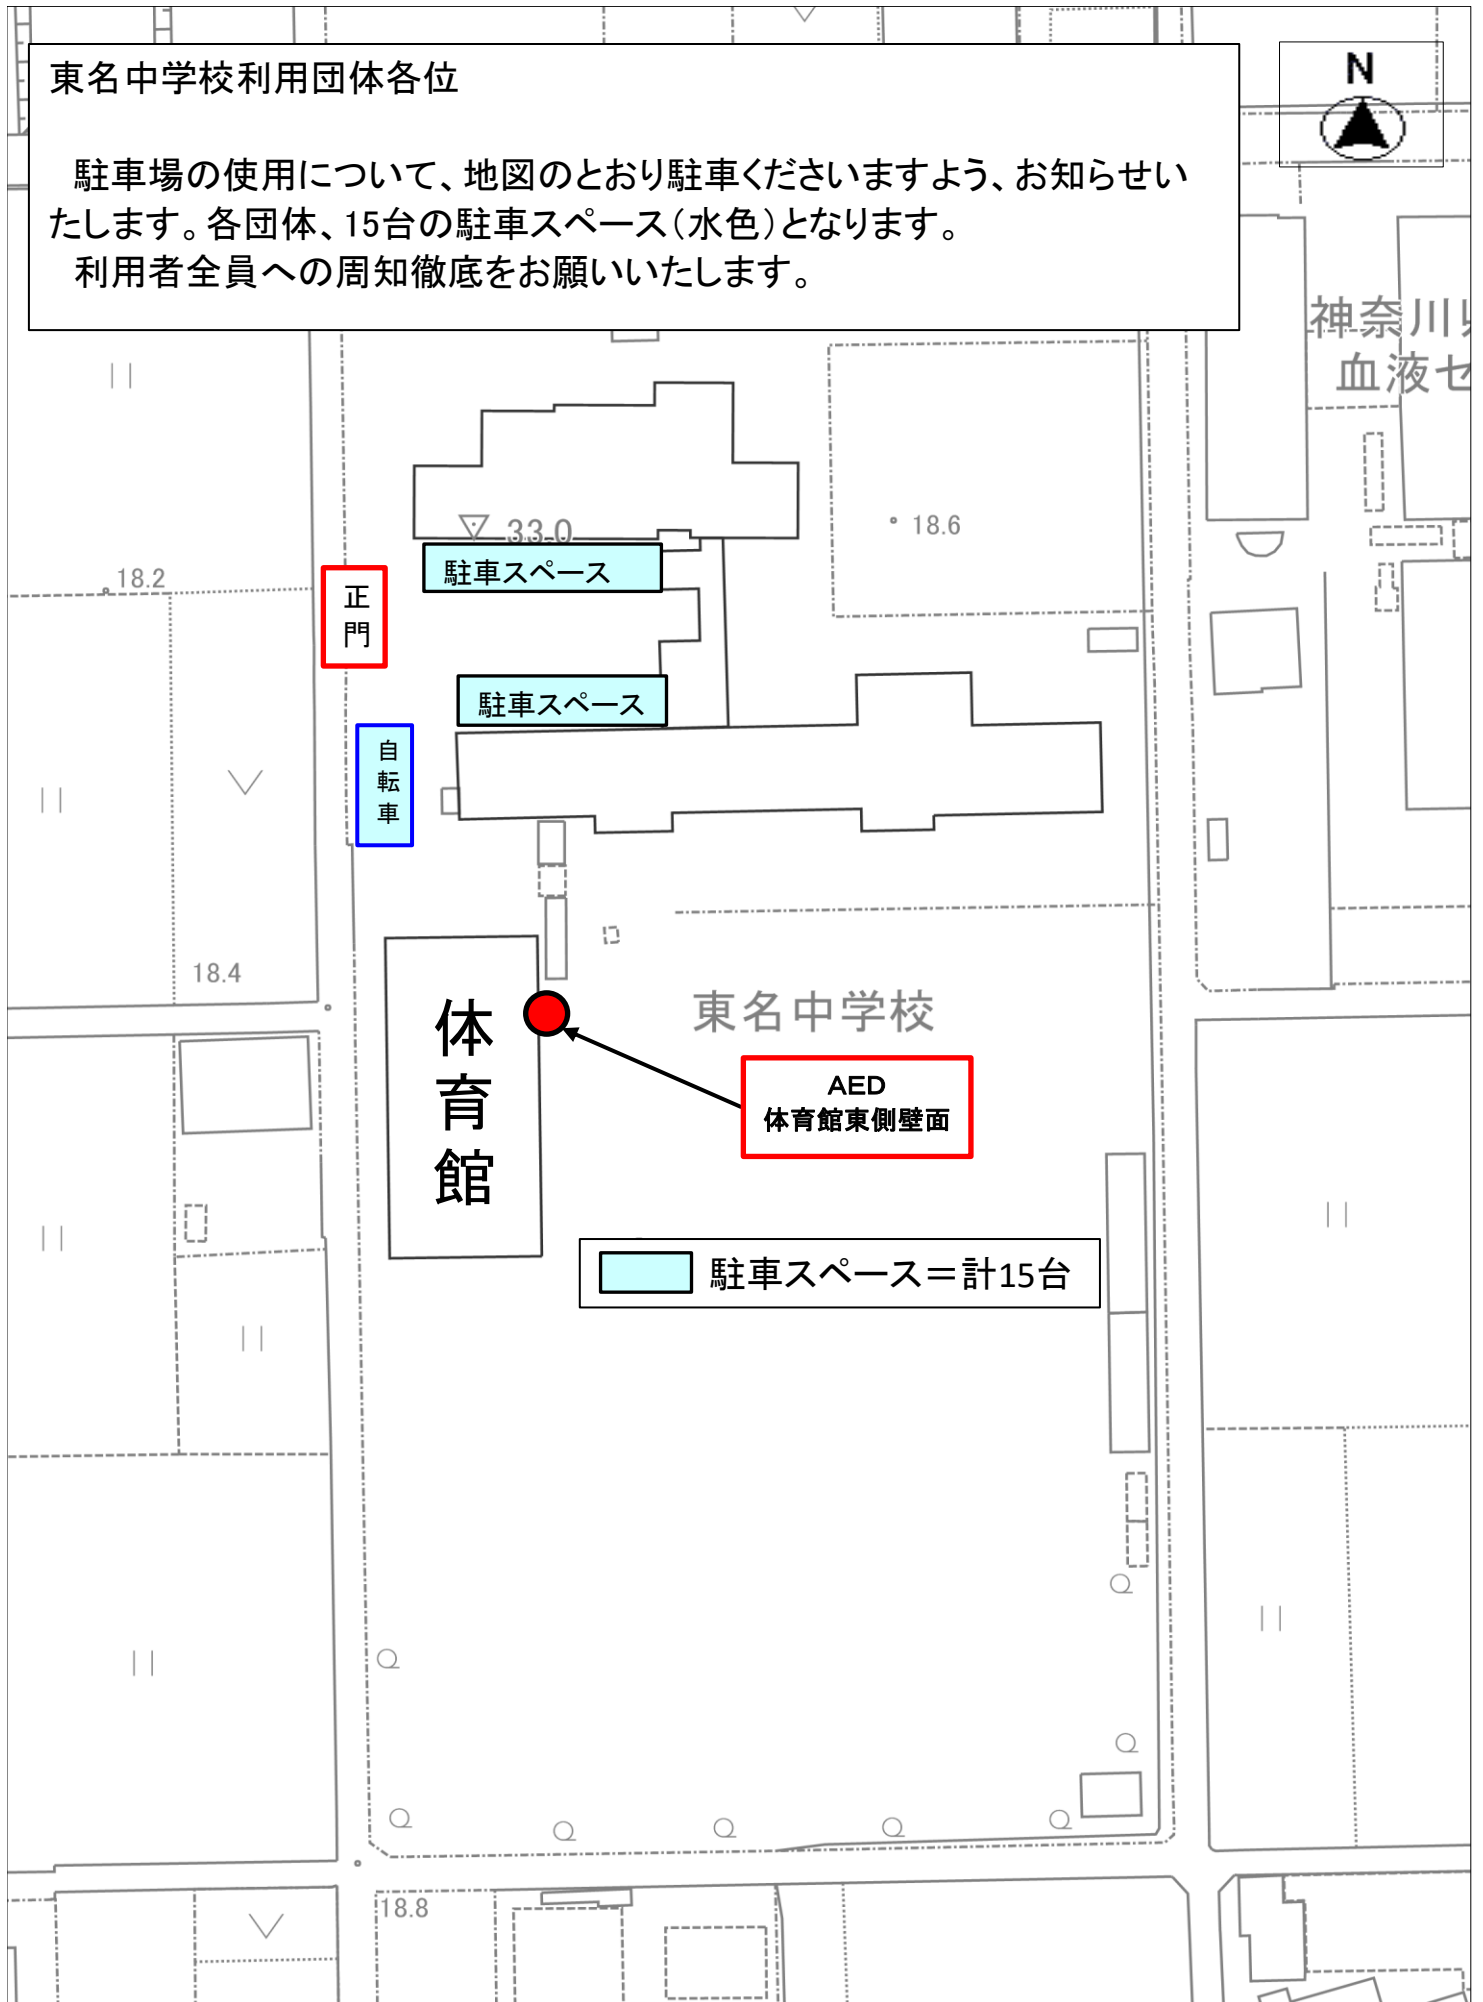 東名中学校利用団体各位
駐車場の使用について、地図のとおり駐車くださいますよう、お知らせい
たします。各団体、15台の駐車スペース（水色）となります。
利用者全員への周知徹底をお願いいたします。
N
神奈川
血液セ
33.0
18.6
駐車スペース
18.2
正門
駐車スペース
自転車
18.4
体育館
東名中学校
AED
体育館東側壁面
駐車スペース＝計15台
18.8